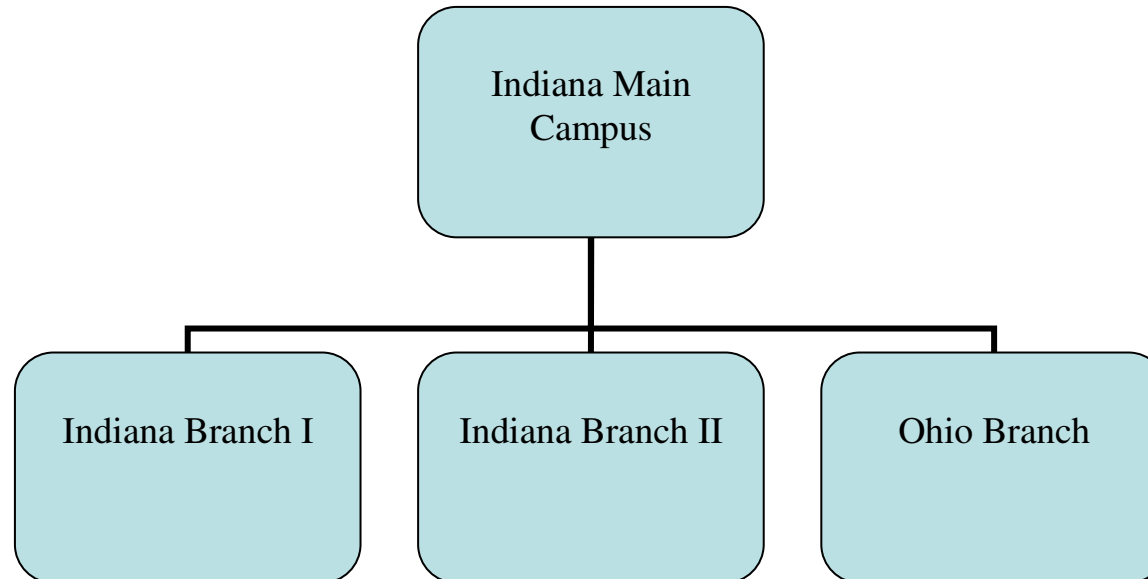 Indiana Main
Campus
Indiana Branch I
Indiana Branch II
Ohio Branch